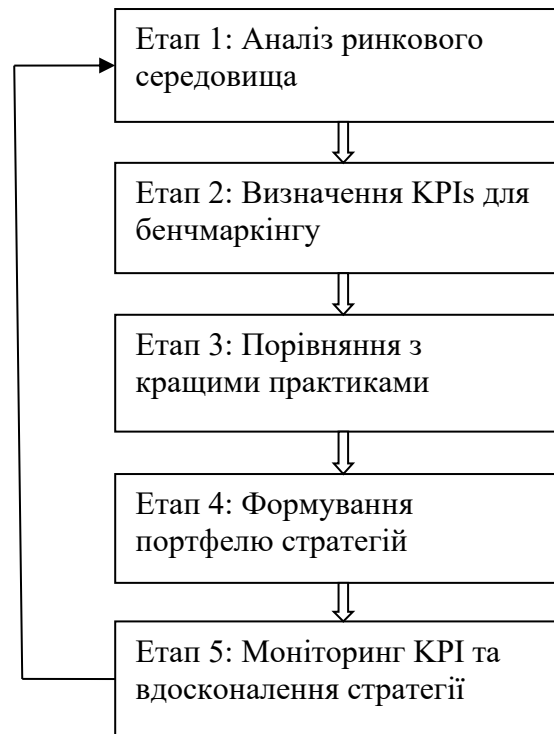 Етап 1: Аналіз ринкового
середовища
Етап 2: Визначення KPIs для
бенчмаркінгу
Етап 3: Порівняння з
кращими практиками
Етап 4: Формування
портфелю стратегій
Етап 5: Моніторинг KPI та
вдосконалення стратегії